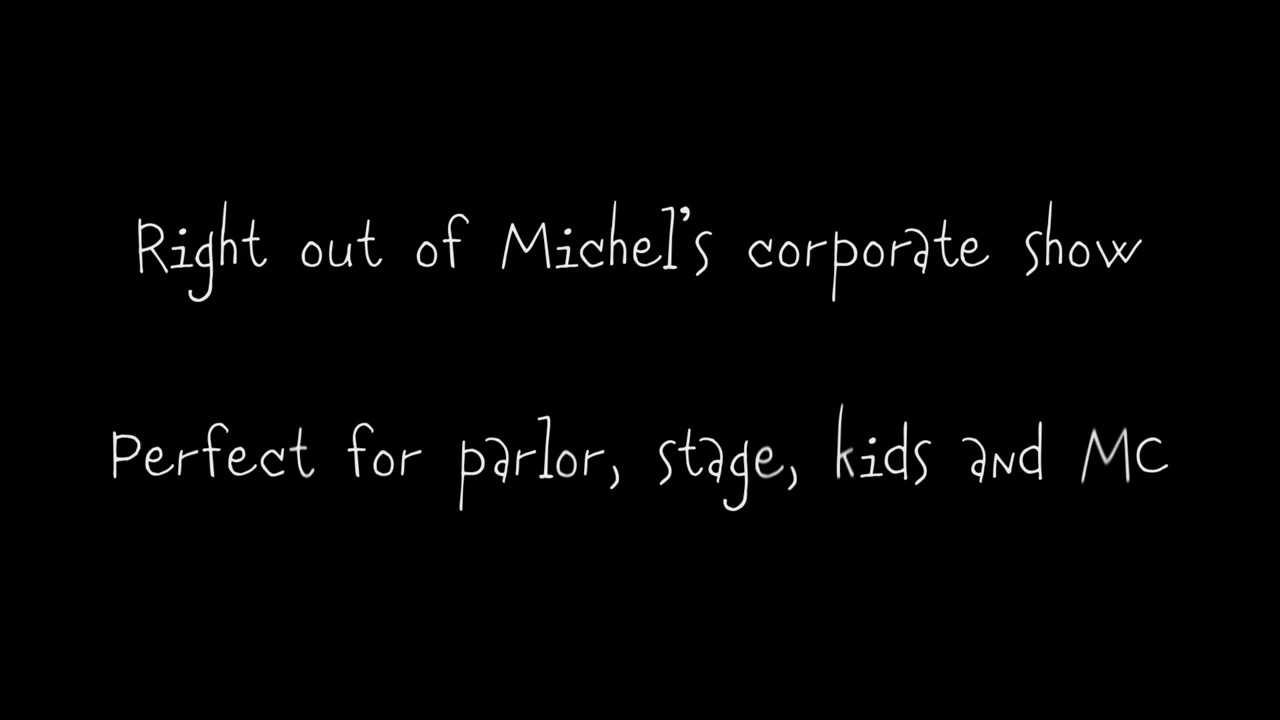 Right out of Michel's corporate show
Perfect for parlor, stage, kids and MC